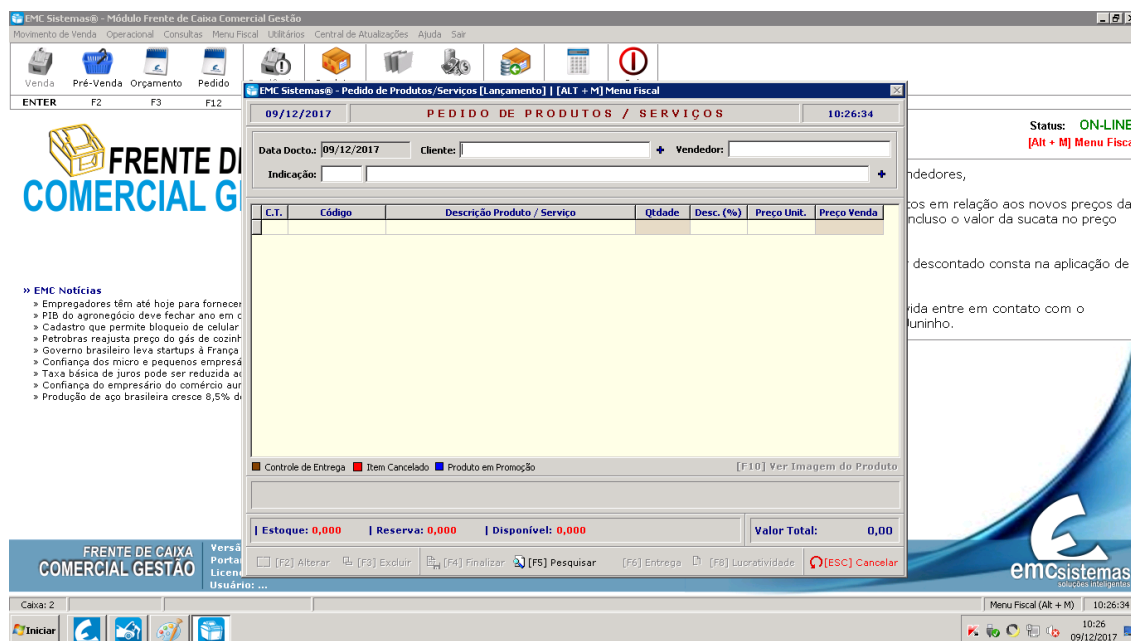 EMC Sistemas® - Módulo Frente de Caixa Comercial Gestão
Movimento de Venda Operacional Consultas Menu Fiscal Utilitários Central de Atualizações Ajuda Sair
Venda Pré-Venda Orçamento Pedido
ENTER F2 F3 F12
EMC Sistemas® - Pedido de Produtos/Serviços [Lançamento] | [ALT + M] Menu Fiscal
09/12/2017 PEDIDO DE PRODUTOS / SERVIÇOS 10:26:34
Data Docto.: 09/12/2017 Cliente: + Vendedor:
Indicação: +
C.T. Código Descrição Produto / Serviço Qtdade Desc. (%) Preço Unit. Preço Venda
Controle de Entrega Item Cancelado Produto em Promoção [F10] Ver Imagem do Produto
| Estoque: 0,000 | Reserva: 0,000 | Disponível: 0,000 Valor Total: 0,00
[F2] Alterar [F3] Excluir [F4] Finalizar [F5] Pesquisar [F6] Entrega [F8] Lucratividade [ESC] Cancelar
FRENTE D
COMERCIAL G
» EMC Notícias
» Empregadores têm até hoje para fornecer
» PIB do agronegócio deve fechar ano em
» Cadastro que permite bloqueio de celular
» Petrobras reajusta preço do gás de cozin
» Governo brasileiro leva startups à França
» Confiança dos micro e pequenos empres
» Taxa básica de juros pode ser reduzida
» Confiança do empresário do comércio
» Produção de aço brasileira cresce 8,5%
Status: ON-LINE
[Alt + M] Menu Fisca
ndedores,
tos em relação aos novos preços da
ncluso o valor da sucata no preço
descontado consta na aplicação de
ida entre em contato com o
uninho.
FRENTE DE CAIXA
COMERCIAL GESTÃO
Versã
Porta
Licen
Usuário: ...
emcsistemas
soluções inteligentes
Caixa: 2 Menu Fiscal (Alt + M) 10:26:34
Iniciar
10:26
09/12/2017